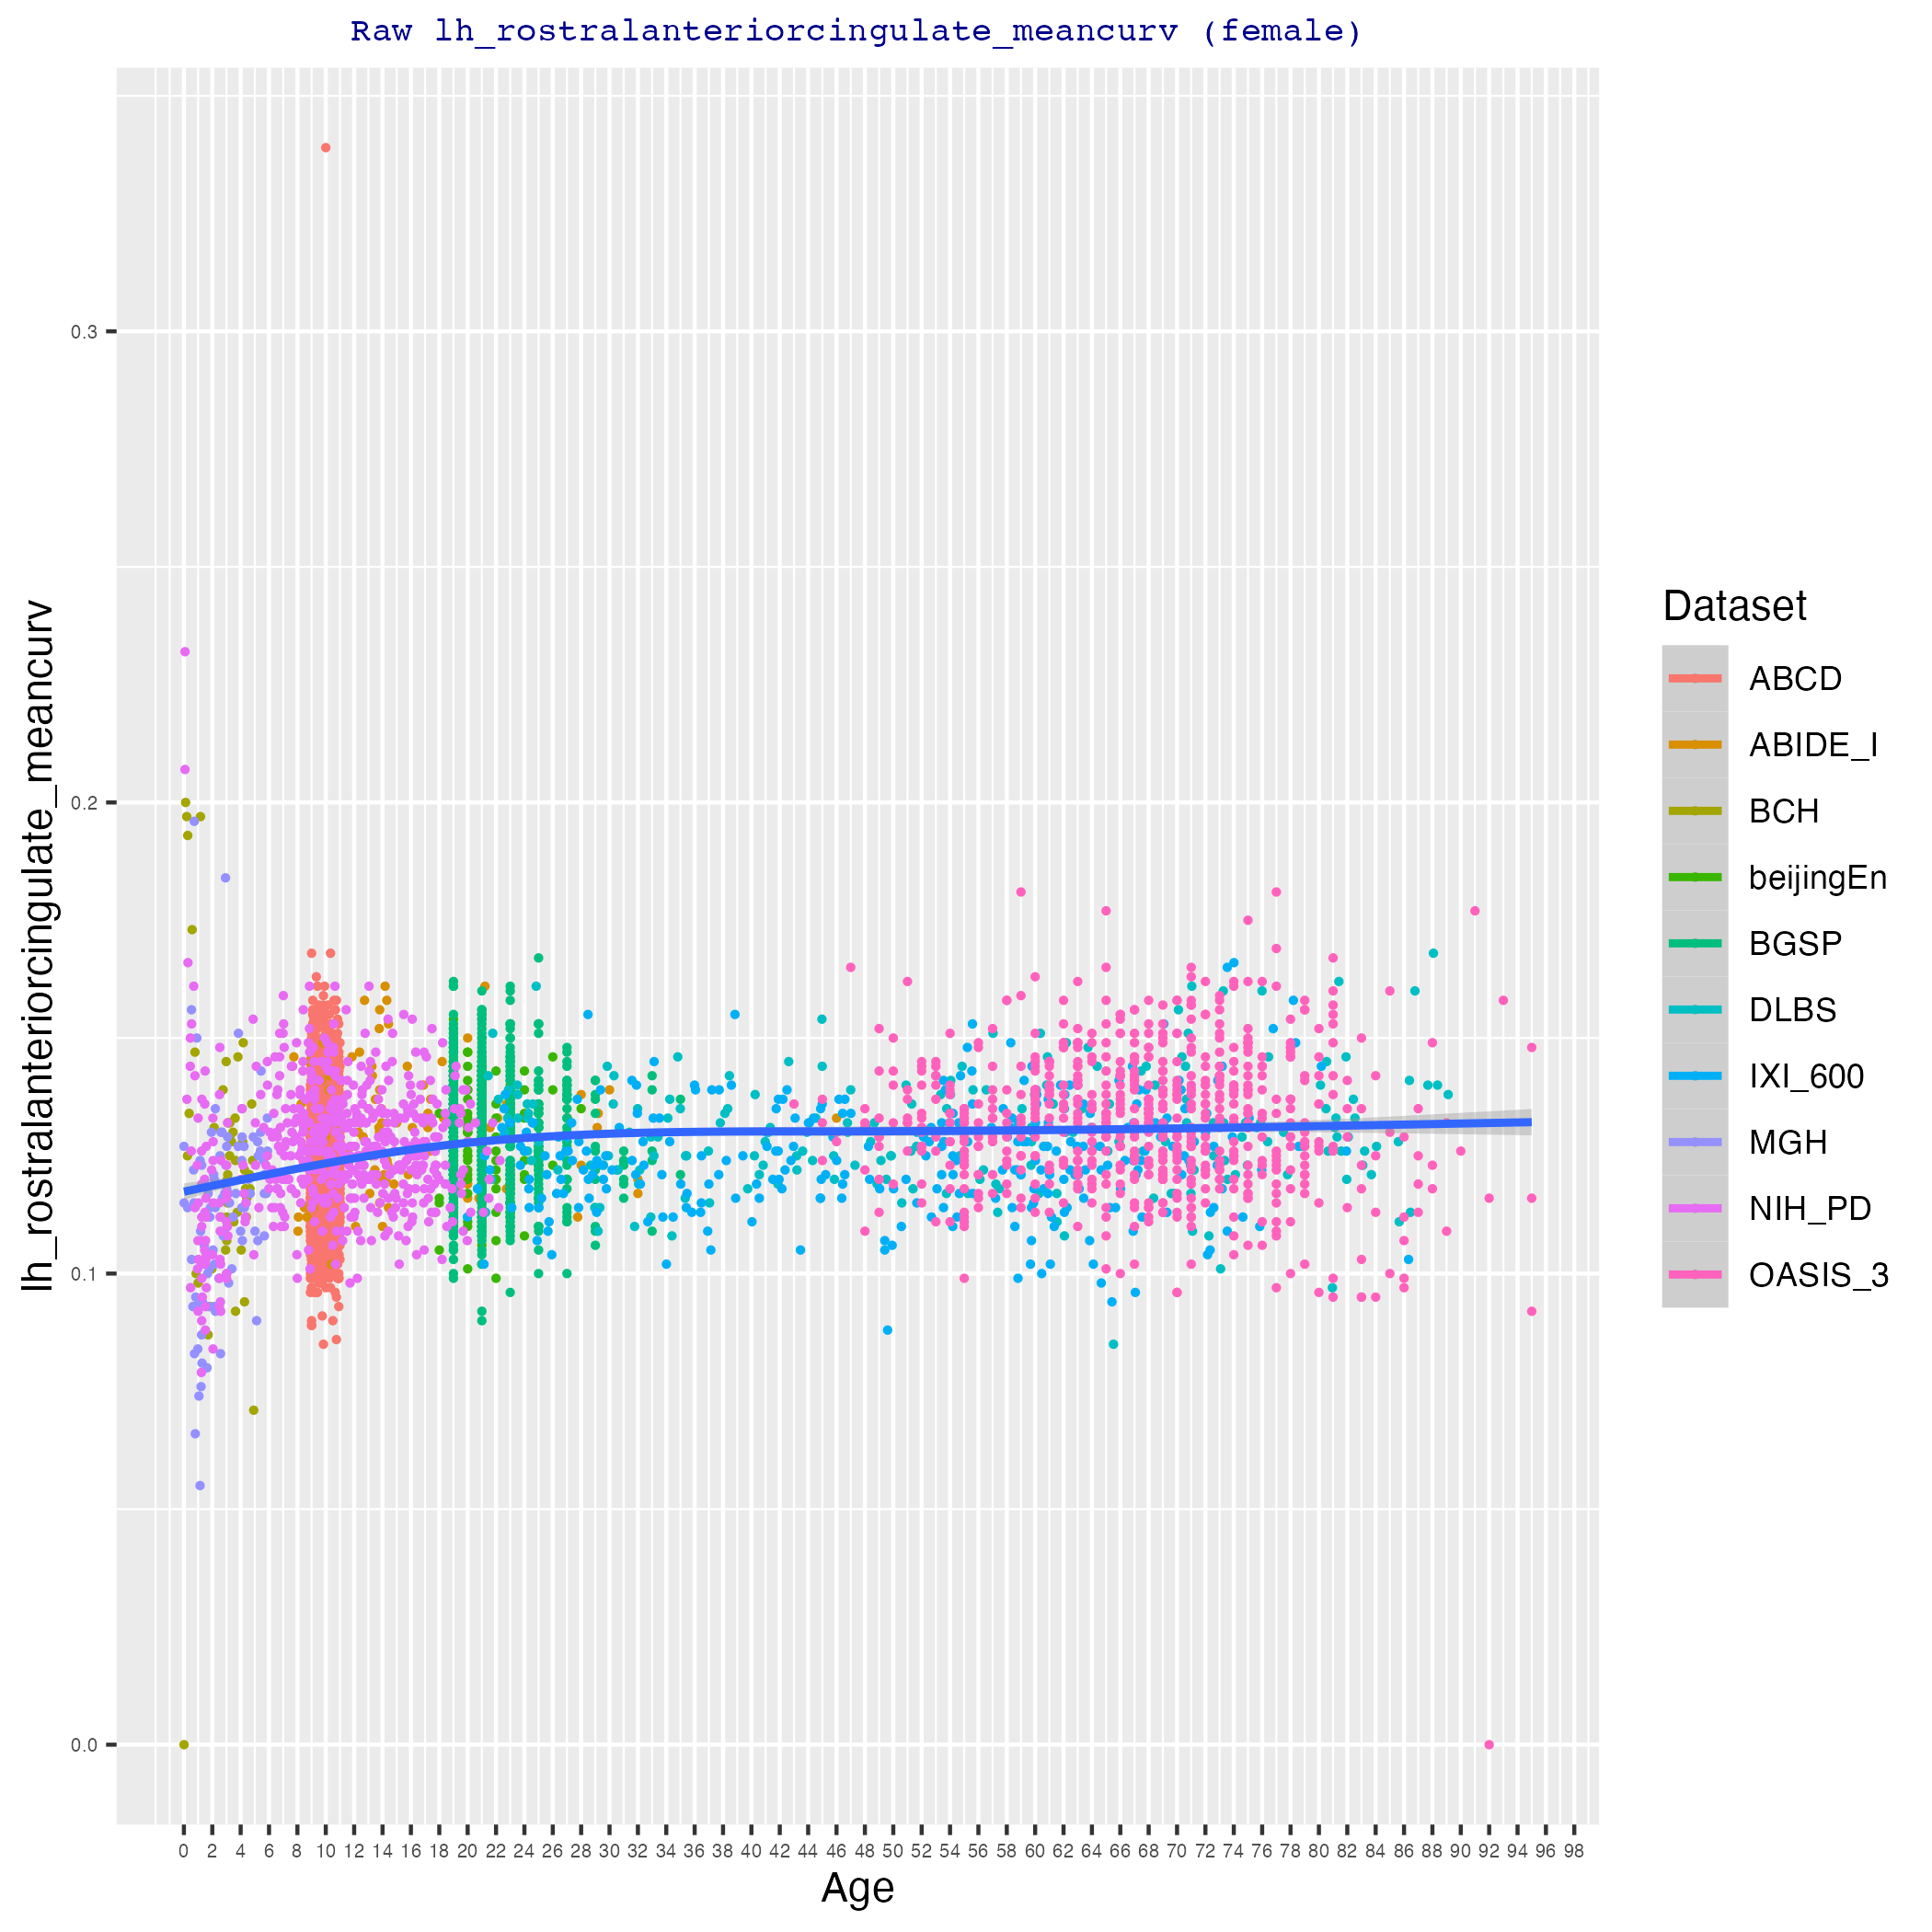 Raw lh_rostralanteriorcingulate_meancurv (female)
lh_rostralanteriorcingulate_meancurv
0.3
0.2
0.1
0.0
0 2 4 6 8 10 12 14 16 18 20 22 24 26 28 30 32 34 36 38 40 42 44 46 48 50 52 54 56 58 60 62 64 66 68 70 72 74 76 78 80 82 84 86 88 90 92 94 96 98
Age
Dataset
ABCD
ABIDE_I
BCH
beijingEn
BGSP
DLBS
IXI_600
MGH
NIH_PD
OASIS_3